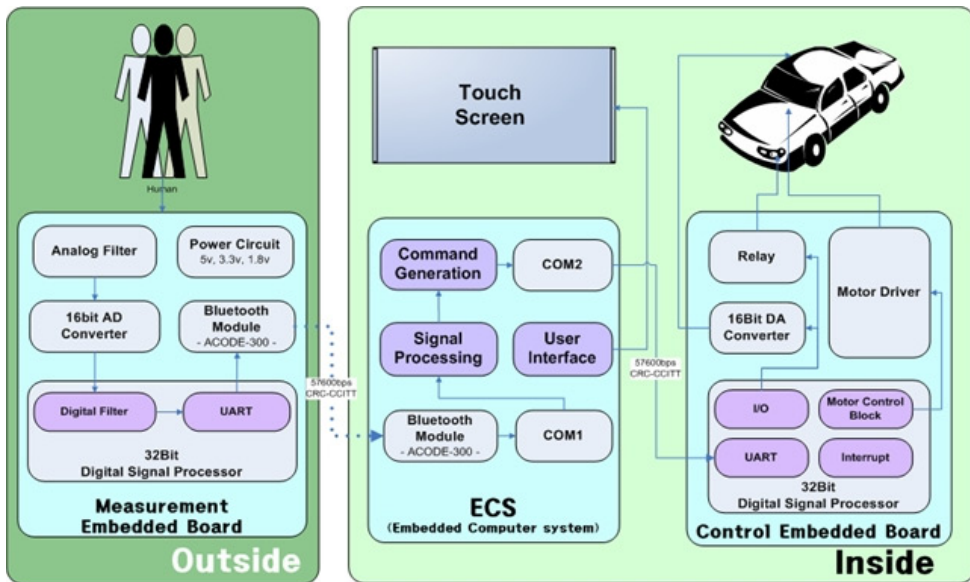 Human
Analog Filter
Power Circuit
5v, 3.3v, 1.8v
16bit AD
Converter
Bluetooth
Module
- ACODE-300 -
Digital Filter
UART
32Bit
Digital Signal Processor
Measurement
Embedded Board
Outside
57600bps
CRC-CCITT
Touch
Screen
Command
Generation
COM2
Signal
Processing
User
Interface
Bluetooth
Module
- ACODE-300 -
COM1
ECS
(Embedded Computer system)
57600bps
CRC-CCITT
Relay
Motor Driver
16Bit DA
Converter
I/O
Motor Control
Block
UART
Interrupt
32Bit
Digital Signal Processor
Control Embedded Board
Inside